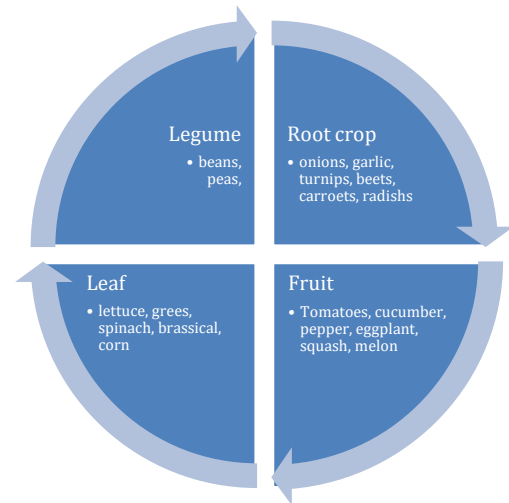 Legume
• beans,
peas,
Root crop
• onions, garlic,
turnips, beets,
carroets, radishs
Leaf
• lettuce, grees,
spinach, brassical,
corn
Fruit
• Tomatoes, cucumber,
pepper, eggplant,
squash, melon